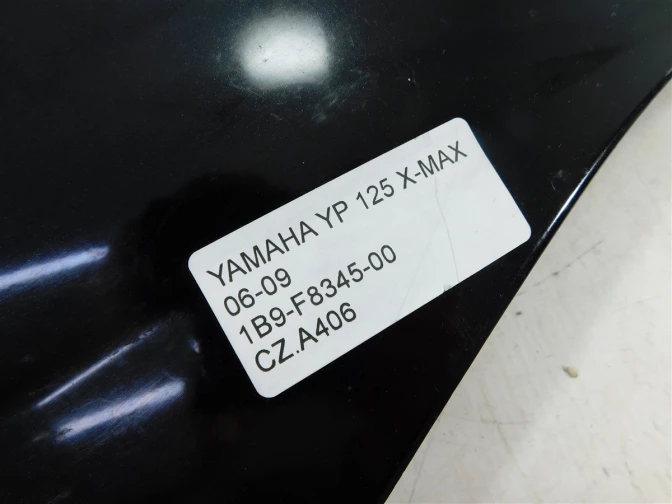 YAMAHA YP 125 X-MAX
06-09
1B9-F8345-00
CZ.A406